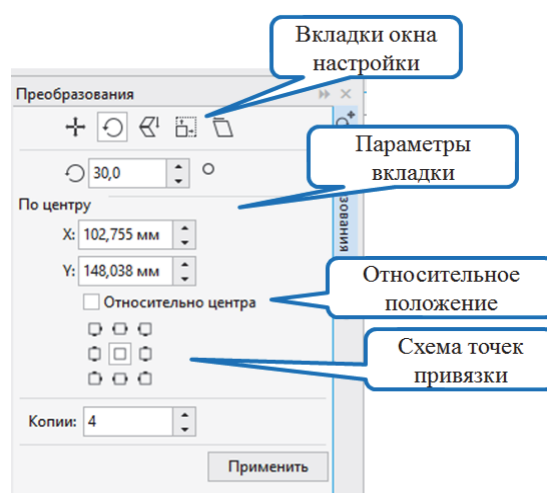 Вкладки окна
настройки
Преобразования
30,0
Параметры
вкладки
По центру
X: 102,755 мм
зования
Y: 148,038 мм
Относительно центра
Относительное
положение
Схема точек
привязки
Копии: 4
Применить